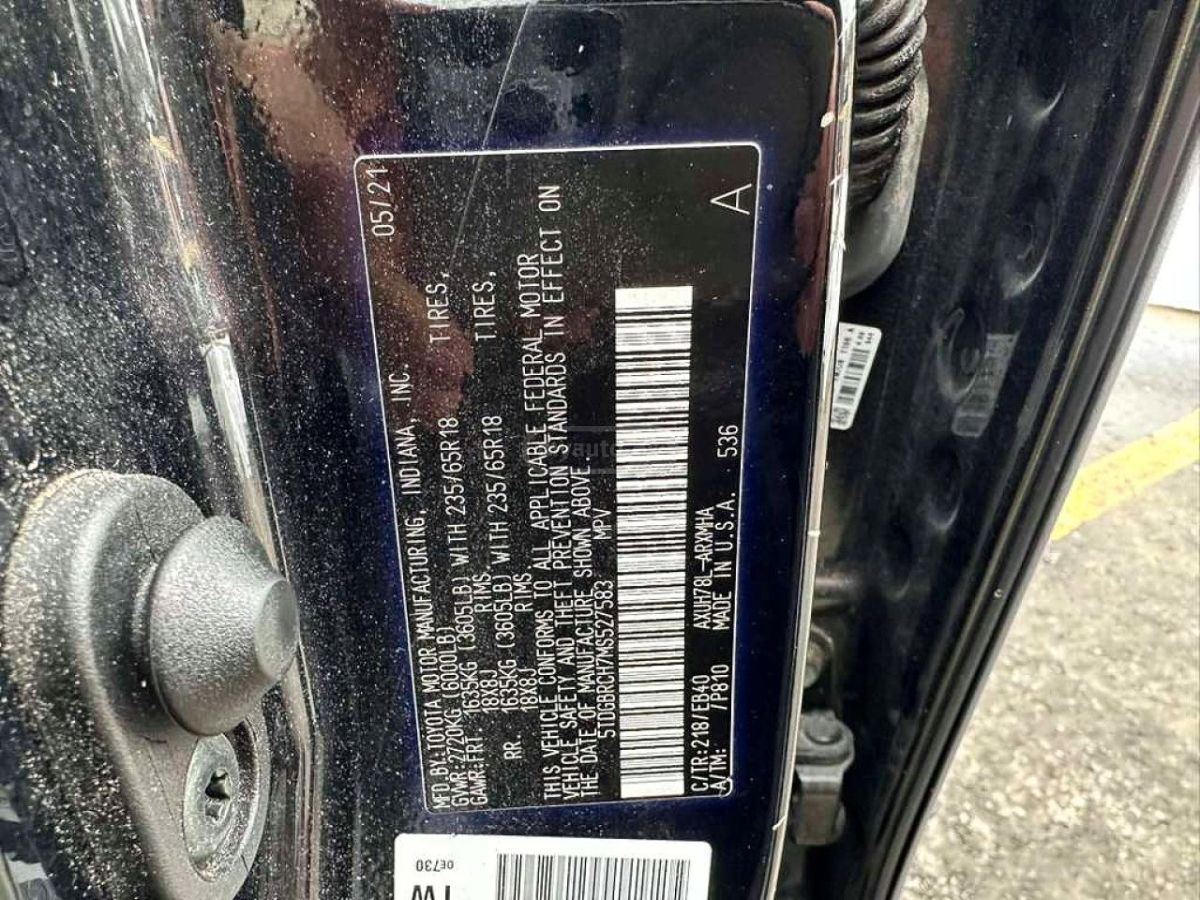 MFD.BY:TOYOTA MOTOR MANUFACTURING, INDIANA, INC. 05/21
GVWR:2720KG (6000LB)
GAWR:FRT 1635KG (3605LB) WITH 235/65R18 TIRES,
18X8J RIMS,
RR 1635KG (3605LB) WITH 235/65R18 TIRES,
18X8J RIMS
THIS VEHICLE CONFORMS TO ALL APPLICABLE FEDERAL MOTOR
VEHICLE SAFETY AND THEFT PREVENTION STANDARDS IN EFFECT ON
THE DATE OF MANUFACTURE SHOWN ABOVE.
5TDGBRCH7MS527583 MPV
C/TR:218/EB40 AXUH78L-ARXMHA
A/TM: /P810 MADE IN U.S.A. 536 A
0E730